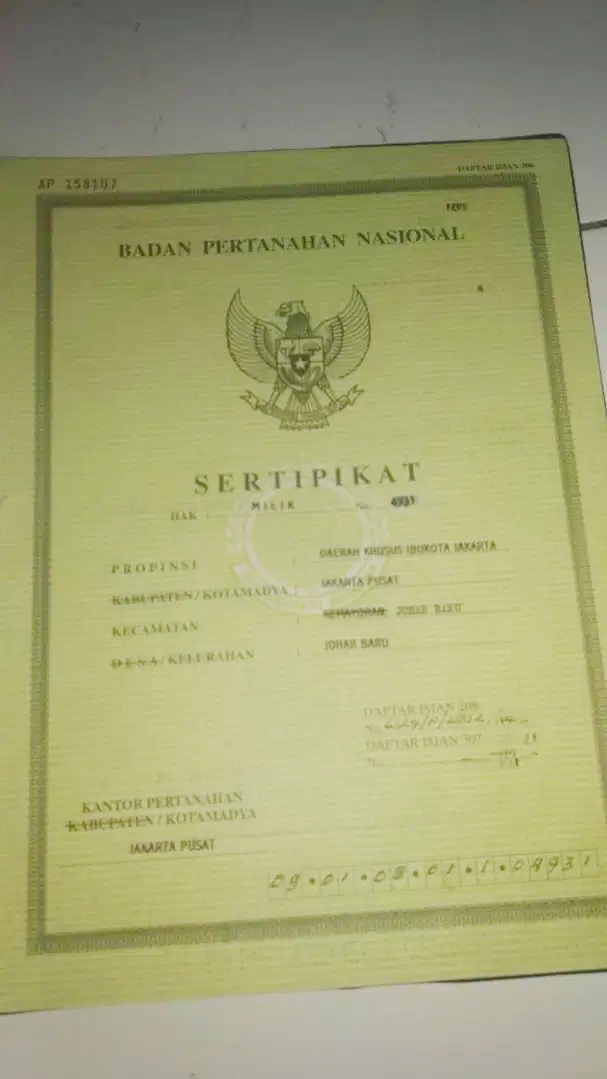 AP 158107
DAFTAR ISIAN 206
BADAN PERTANAHAN NASIONAL
SERTIPIKAT
HAK : MILIK No. 4931
PROPINSI : DAERAH KHUSUS IBUKOTA JAKARTA
KABUPATEN / KOTAMADYA : JAKARTA PUSAT
KECAMATAN : KEMAYORAN JOHAR BARU
DESA / KELURAHAN : JOHAR BARU
DAFTAR ISIAN 208
No.
DAFTAR ISIAN 307
No.
KANTOR PERTANAHAN
KABUPATEN / KOTAMADYA
JAKARTA PUSAT
09.01.03.01.1.04931